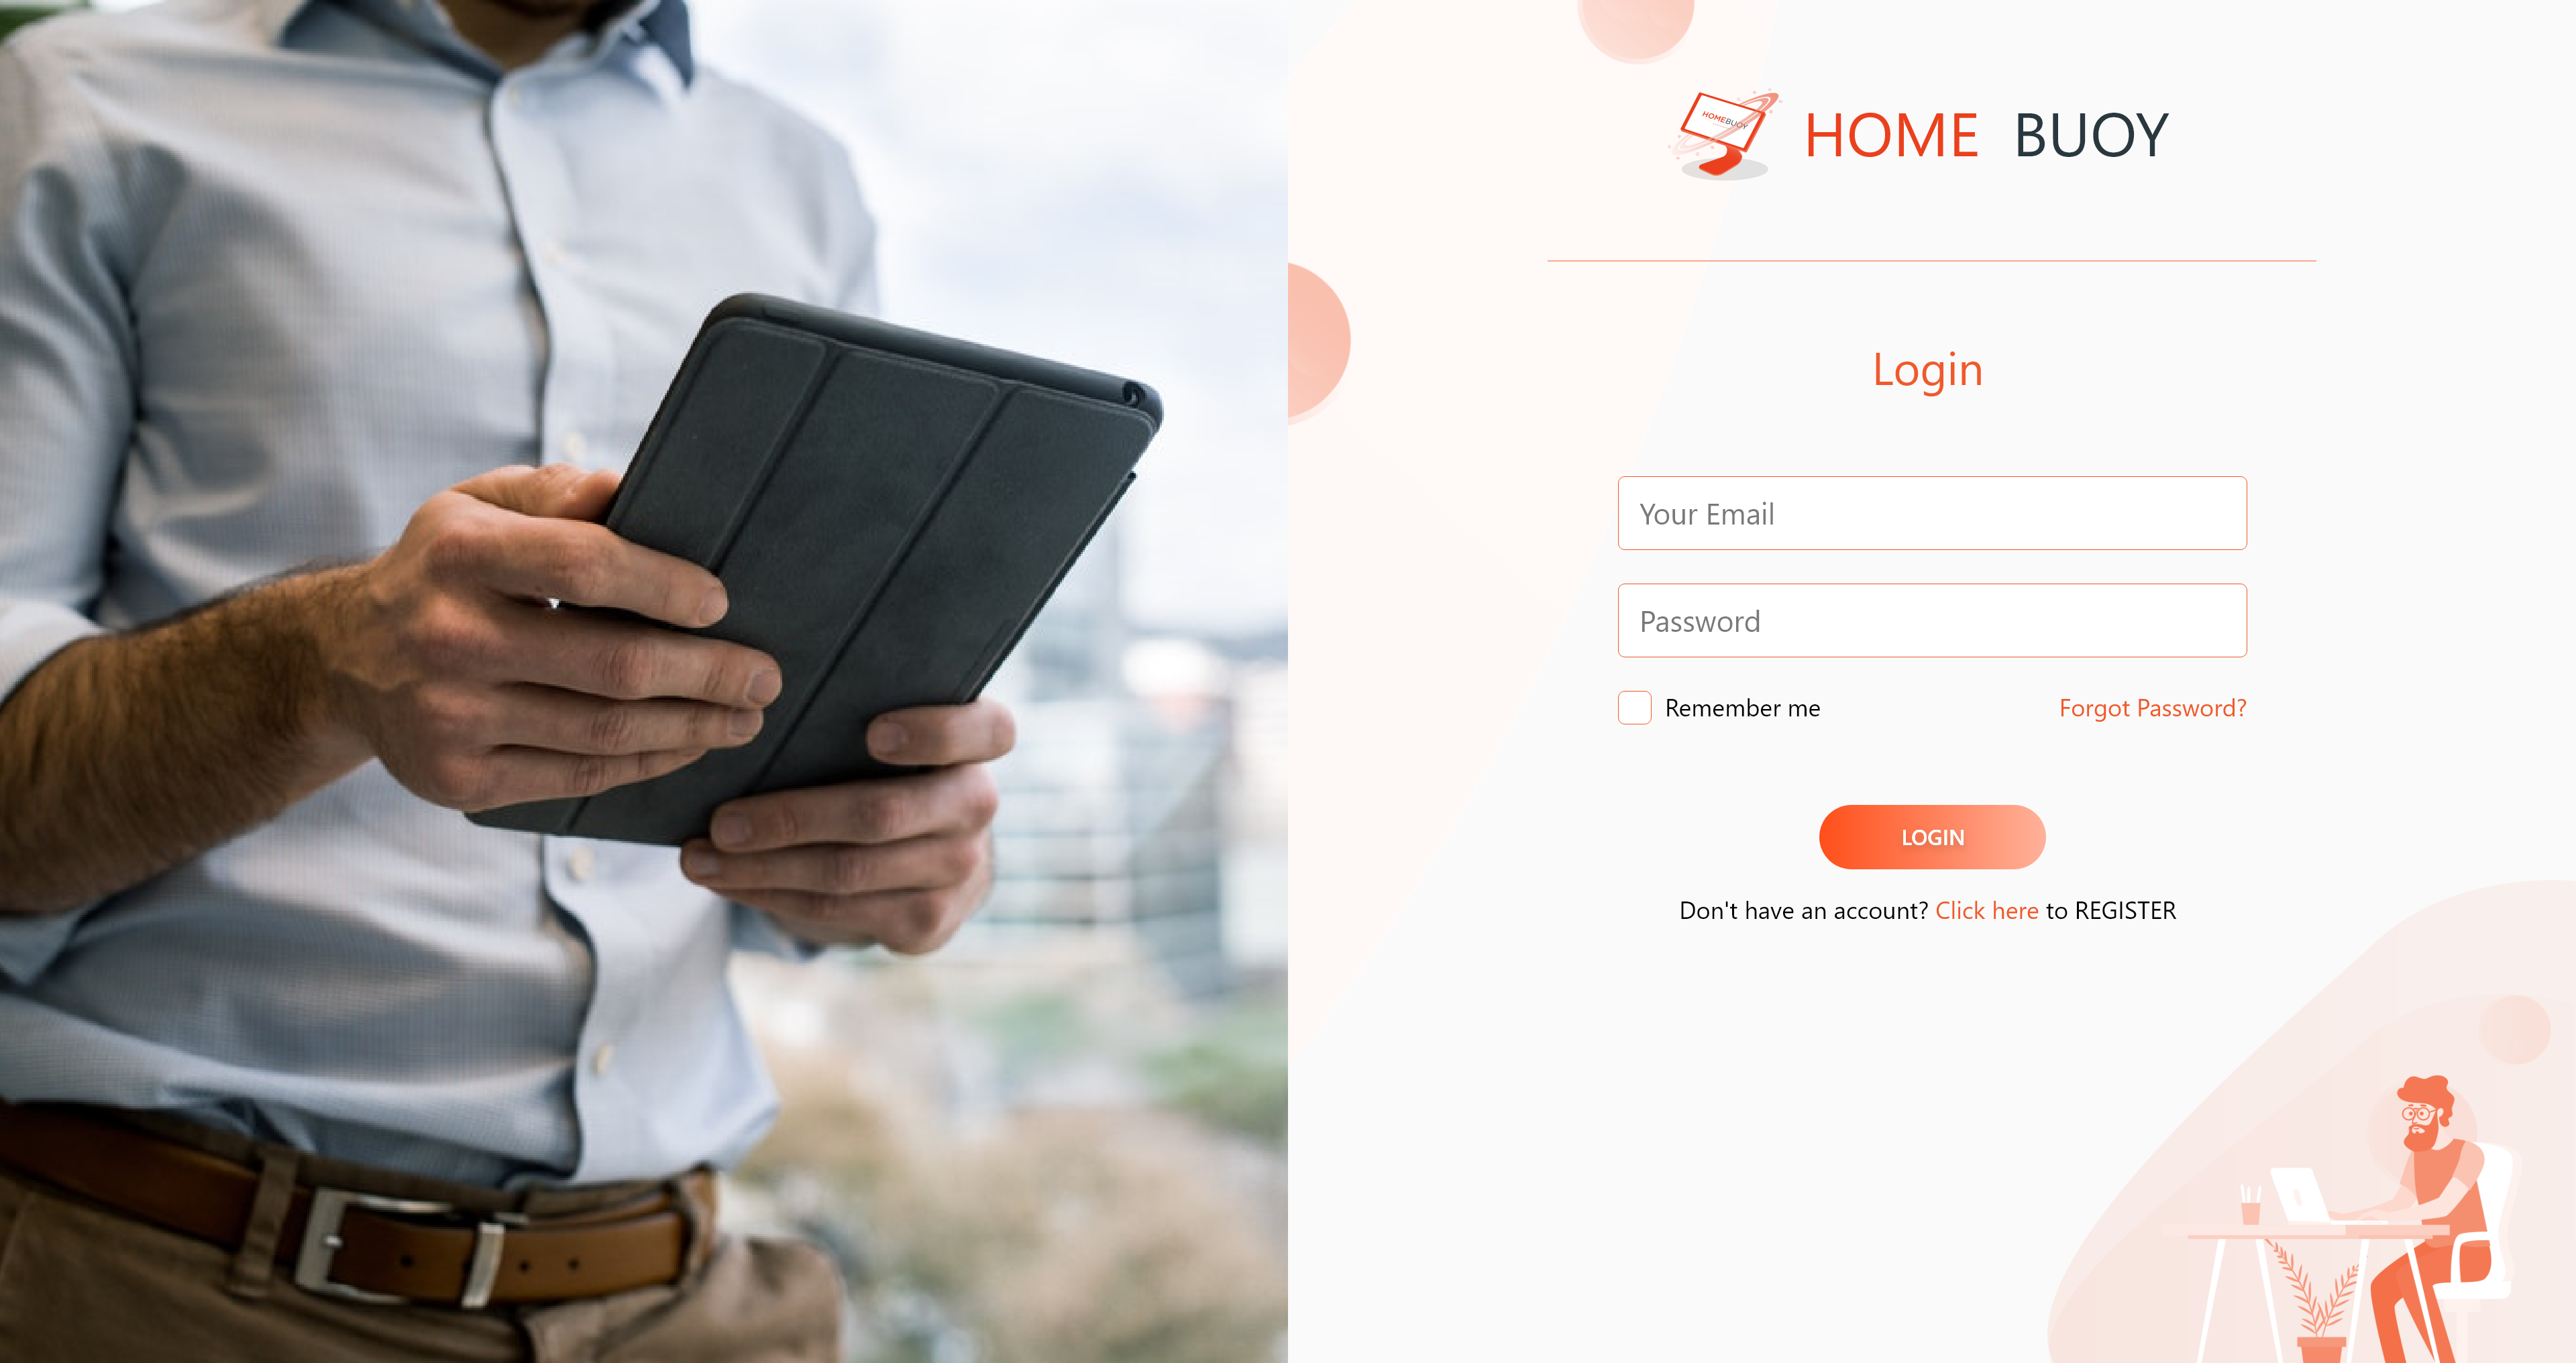 HOMEBUOY
HOME BUOY
Login
Your Email
Password
Remember me
Forgot Password?
LOGIN
Don't have an account? Click here to REGISTER